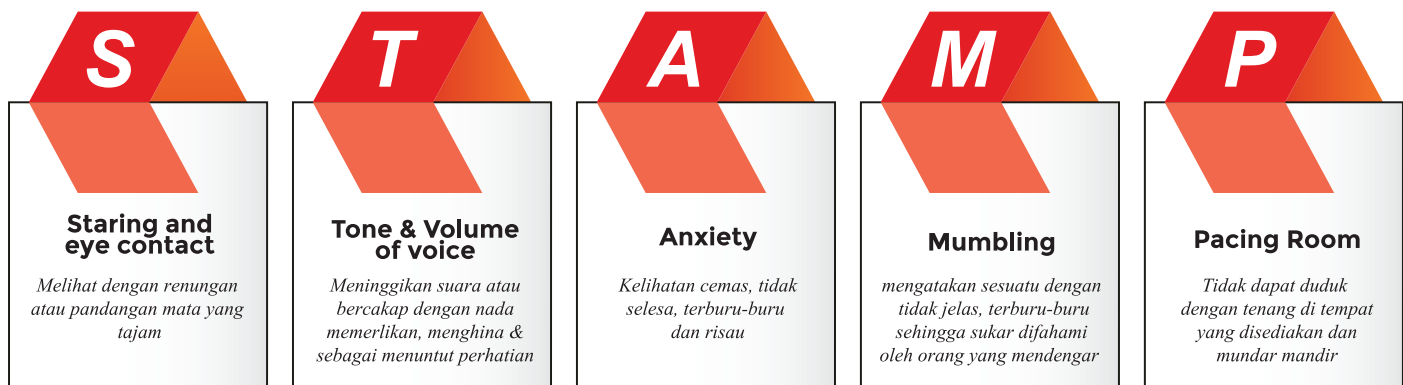 S
Staring and
eye contact
Melihat dengan renungan
atau pandangan mata yang
tajam
T
Tone & Volume
of voice
Meninggikan suara atau
bercakap dengan nada
memerlikan, menghina &
sebagai menuntut perhatian
A
Anxiety
Kelihatan cemas, tidak
selesa, terburu-buru
dan risau
M
Mumbling
mengatakan sesuatu dengan
tidak jelas, terburu-buru
sehingga sukar difahami
oleh orang yang mendengar
P
Pacing Room
Tidak dapat duduk
dengan tenang di tempat
yang disediakan dan
mundar mandir